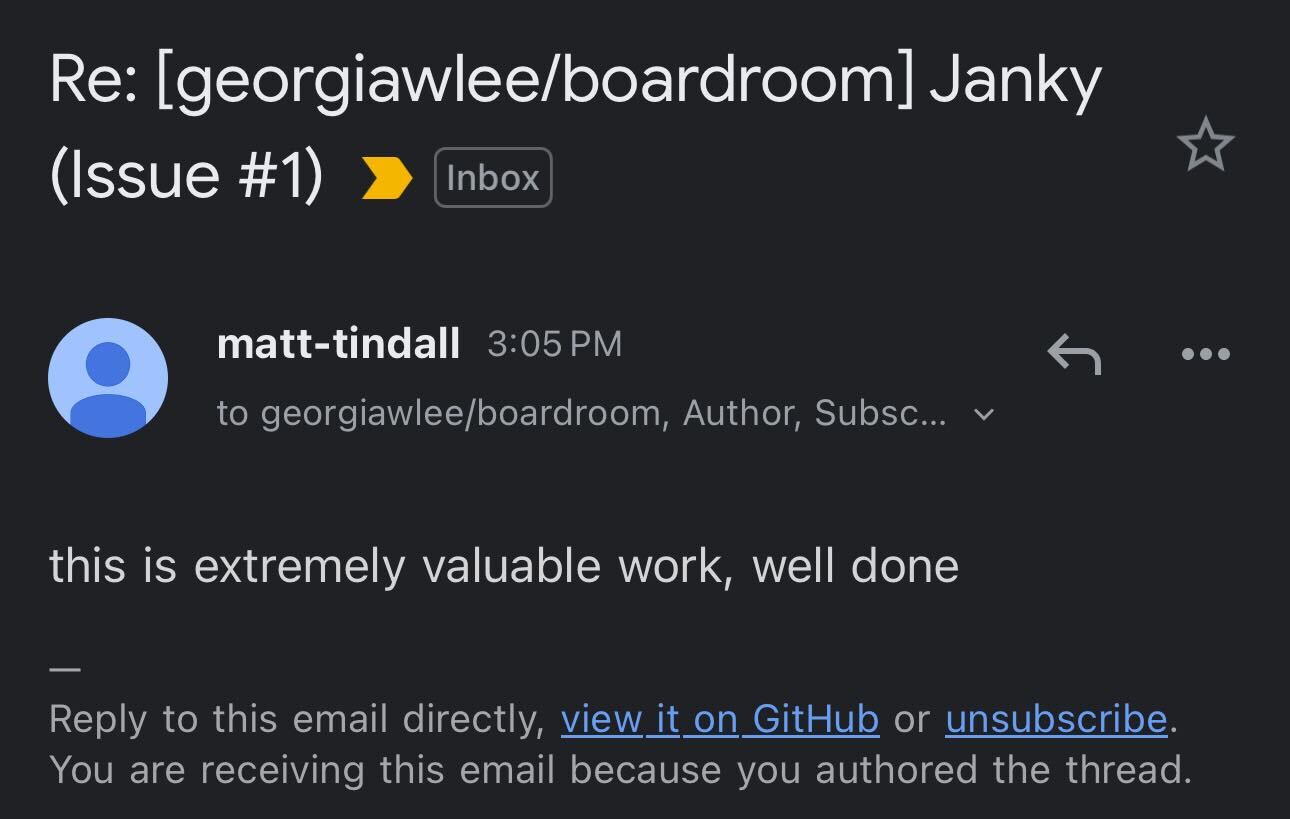 Re: [georgiawlee/boardroom] Janky
(Issue #1) Inbox
matt-tindall 3:05 PM
to georgiawlee/boardroom, Author, Subsc...
this is extremely valuable work, well done
—
Reply to this email directly, view it on GitHub or unsubscribe.
You are receiving this email because you authored the thread.